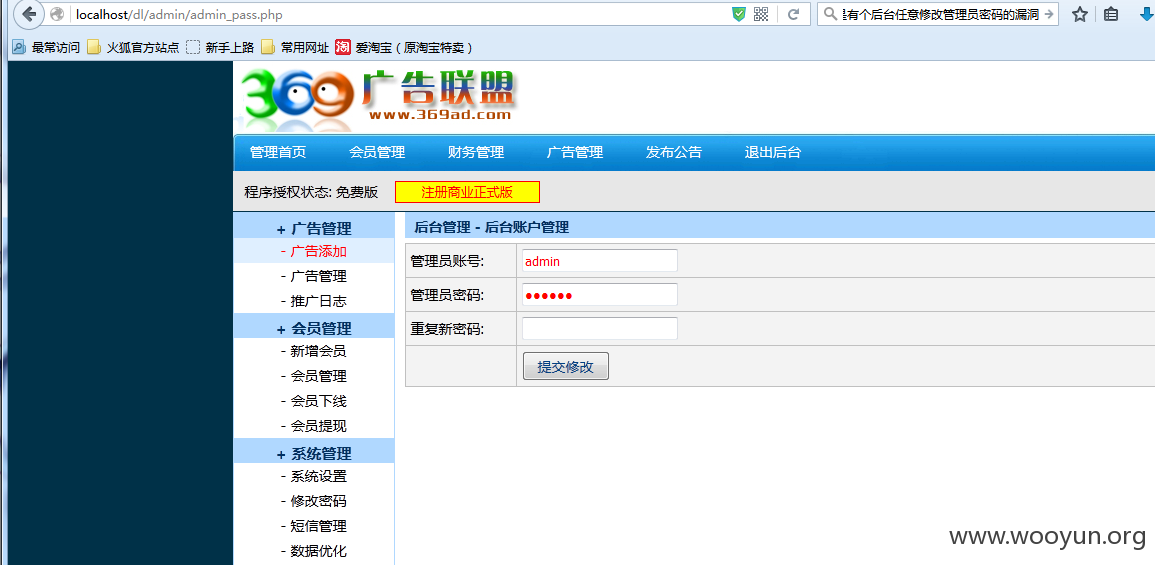 localhost/dl/admin/admin_pass.php
是有个后台任意修改管理员密码的漏洞
最常访问 火狐官方站点 新手上路 常用网址 淘 爱淘宝（原淘宝特卖）
369广告联盟
www.369ad.com
管理首页 会员管理 财务管理 广告管理 发布公告 退出后台
程序授权状态: 免费版 注册商业正式版
+ 广告管理
- 广告添加
- 广告管理
- 推广日志
+ 会员管理
- 新增会员
- 会员管理
- 会员下线
- 会员提现
+ 系统管理
- 系统设置
- 修改密码
- 短信管理
- 数据优化
后台管理 - 后台账户管理
管理员账号: admin
管理员密码: ●●●●●●
重复新密码:
提交修改
www.wooyun.org